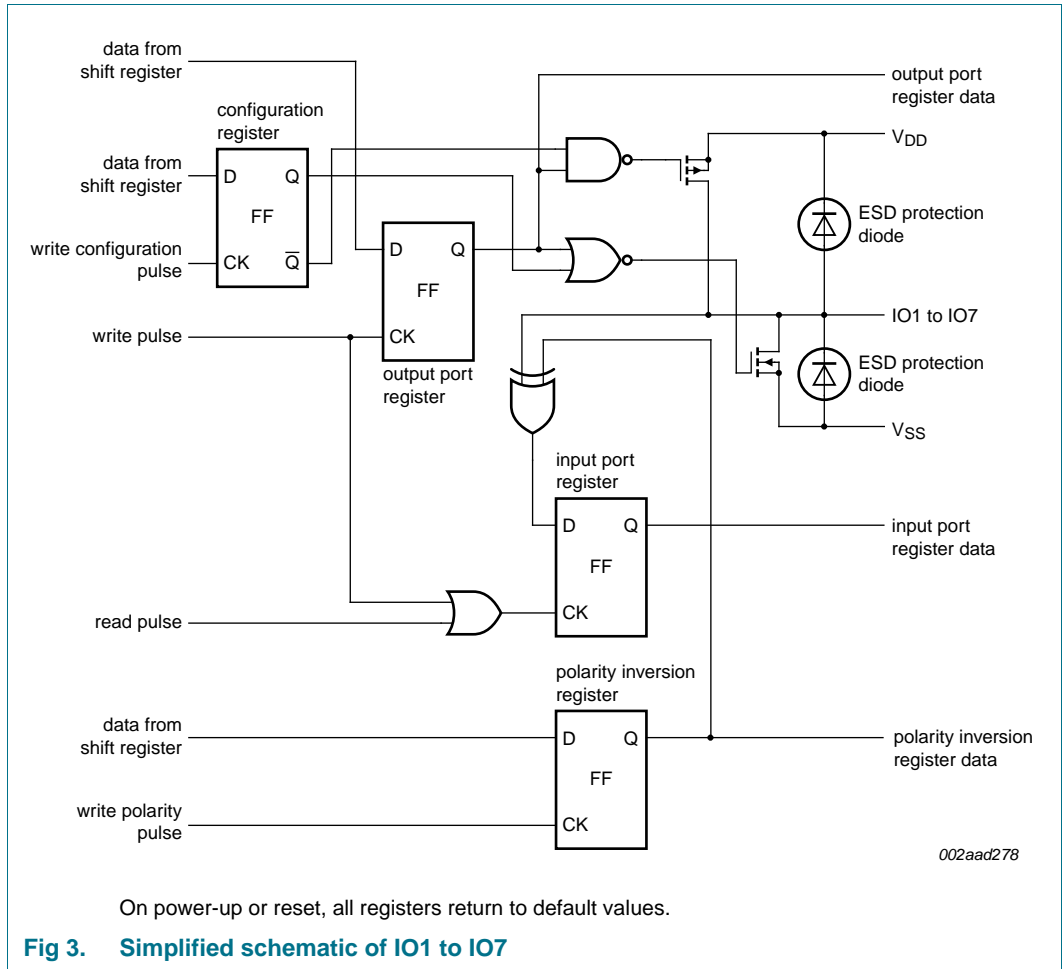 data from
shift register
output port
register data
configuration
register
VDD
data from
shift register
D
Q
FF
ESD protection
diode
write configuration
pulse
CK
Q̅
D
Q
FF
IO1 to IO7
write pulse
CK
output port
register
ESD protection
diode
VSS
input port
register
D
Q
FF
input port
register data
CK
read pulse
polarity inversion
register
data from
shift register
D
Q
FF
polarity inversion
register data
write polarity
pulse
CK
002aad278
On power-up or reset, all registers return to default values.
Fig 3. Simplified schematic of IO1 to IO7